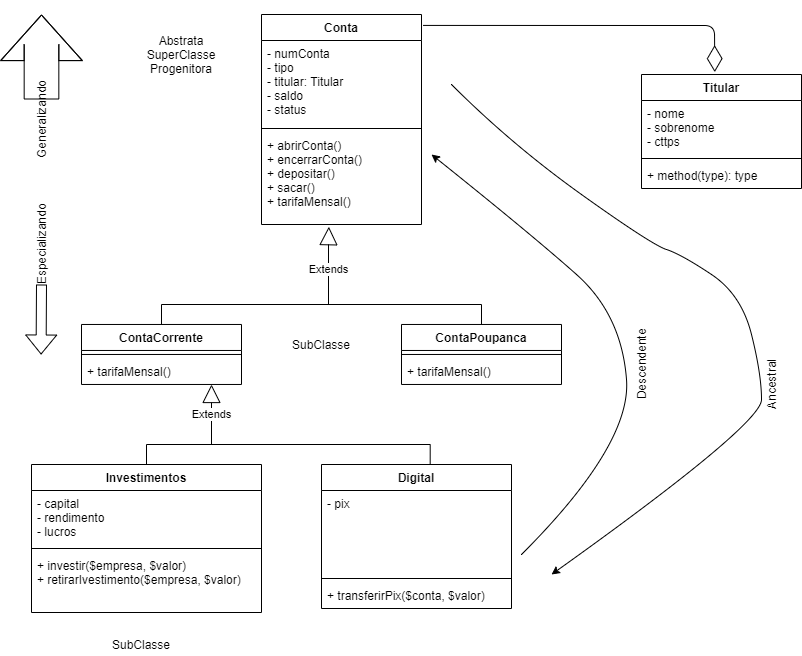 Abstrata
SuperClasse
Progenitora
Generalizando
Especializando
Conta
- numConta
- tipo
- titular: Titular
- saldo
- status
+ abrirConta()
+ encerrarConta()
+ depositar()
+ sacar()
+ tarifaMensal()
Titular
- nome
- sobrenome
- cttps
+ method(type): type
Extends
ContaCorrente
+ tarifaMensal()
SubClasse
ContaPoupanca
+ tarifaMensal()
Descendente
Ancestral
Extends
Investimentos
- capital
- rendimento
- lucros
+ investir($empresa, $valor)
+ retirarIvestimento($empresa, $valor)
Digital
- pix
+ transferirPix($conta, $valor)
SubClasse